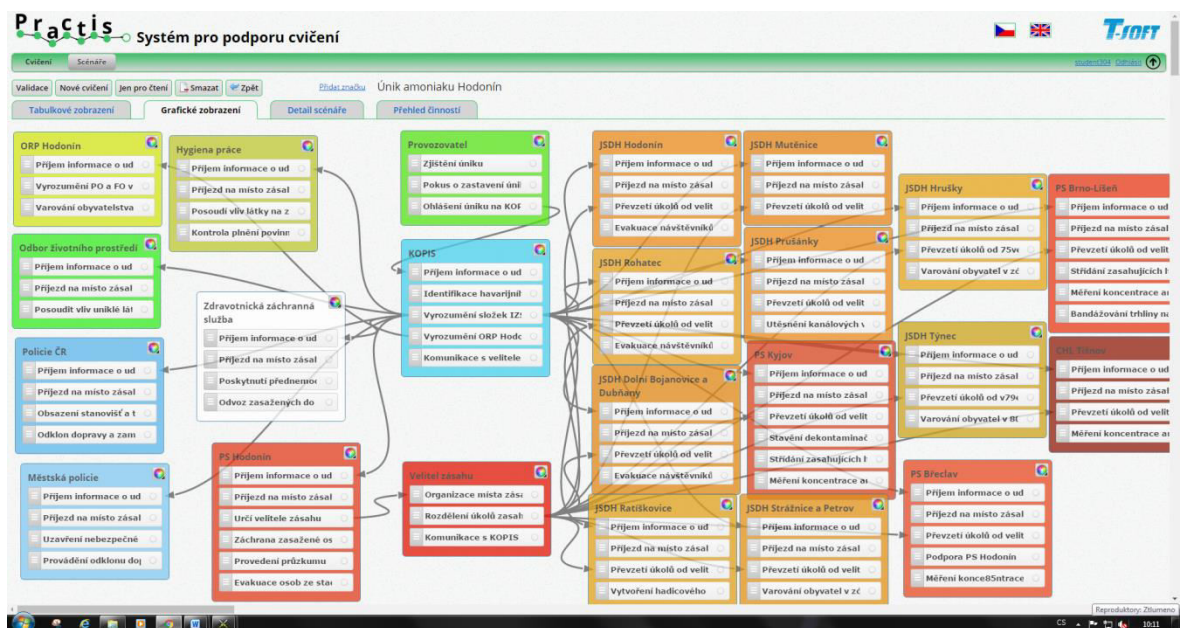 Practis Systém pro podporu cvičení
T-SOFT
Cvičení Scénáře
student304 Odhlásit
Validace Nové cvičení Jen pro čtení Smazat Zpět Přidat značku Únik amoniaku Hodonín
Tabulkové zobrazení Grafické zobrazení Detail scénáře Přehled činností
ORP Hodonín
Příjem informace o ud
Vyrozumění PO a FO v
Varování obyvatelstva
Hygiena práce
Příjem informace o ud
Příjezd na místo zásal
Posoudí vliv látky na z
Kontrola plnění povinn
Odbor životního prostředí
Příjem informace o ud
Příjezd na místo zásal
Posoudit vliv uniklé lát
Zdravotnická záchranná
služba
Příjem informace o ud
Příjezd na místo zásal
Poskytnutí přednemoc
Odvoz zasažených do
Policie ČR
Příjem informace o ud
Příjezd na místo zásal
Obsazení stanovišť a t
Odklon dopravy a zam
Městská policie
Příjem informace o ud
Příjezd na místo zásal
Uzavření nebezpečné
Provádění odklonu dop
PS Hodonín
Příjem informace o ud
Příjezd na místo zásal
Určí velitele zásahu
Záchrana zasažené os
Provedení průzkumu
Evakuace osob ze stav
Provozovatel
Zjištění úniku
Pokus o zastavení úni
Ohlášení úniku na KOP
KOPIS
Příjem informace o ud
Identifikace havarijní
Vyrozumění složek IZS
Vyrozumění ORP Hodo
Komunikace s velitele
Velitel zásahu
Organizace místa zása
Rozdělení úkolů zasah
Komunikace s KOPIS
JSDH Hodonín
Příjem informace o ud
Příjezd na místo zásal
Převzetí úkolů od velit
Evakuace návštěvníků
JSDH Rohatec
Příjem informace o ud
Příjezd na místo zásal
Převzetí úkolů od velit
Evakuace návštěvníků
JSDH Dolní Bojanovice a
Dubňany
Příjem informace o ud
Příjezd na místo zásal
Převzetí úkolů od velit
Evakuace návštěvníků
JSDH Ratíškovice
Příjem informace o ud
Příjezd na místo zásal
Převzetí úkolů od velit
Vytvoření hadicového
JSDH Mutěnice
Příjem informace o ud
Příjezd na místo zásal
Převzetí úkolů od velit
JSDH Prušánky
Příjem informace o ud
Příjezd na místo zásal
Převzetí úkolů od velit
Utěsnění kanálových v
PS Kyjov
Příjem informace o ud
Příjezd na místo zásal
Převzetí úkolů od velit
Stavění dekontaminač
Střídání zasahujících h
Měření koncentrace am
JSDH Strážnice a Petrov
Příjem informace o ud
Příjezd na místo zásal
Převzetí úkolů od velit
Varování obyvatel v zó
JSDH Hrušky
Příjem informace o ud
Příjezd na místo zásal
Převzetí úkolů od 75ve
Varování obyvatel v zó
JSDH Týnec
Příjem informace o ud
Příjezd na místo zásal
Převzetí úkolů od v79e
Varování obyvatel v 80
PS Břeclav
Příjem informace o ud
Příjezd na místo zásal
Převzetí úkolů od velit
Podpora PS Hodonín
Měření konce85ntrace
PS Brno-Lišeň
Příjem informace o ud
Příjezd na místo zásal
Převzetí úkolů od velit
Střídání zasahujících h
Měření koncentrace am
Bandážování trhliny na
Příjem informace o ud
Příjezd na místo zásal
Převzetí úkolů od velit
Měření koncentrace am
Reproduktory: Ztlumeno
CS 10:11